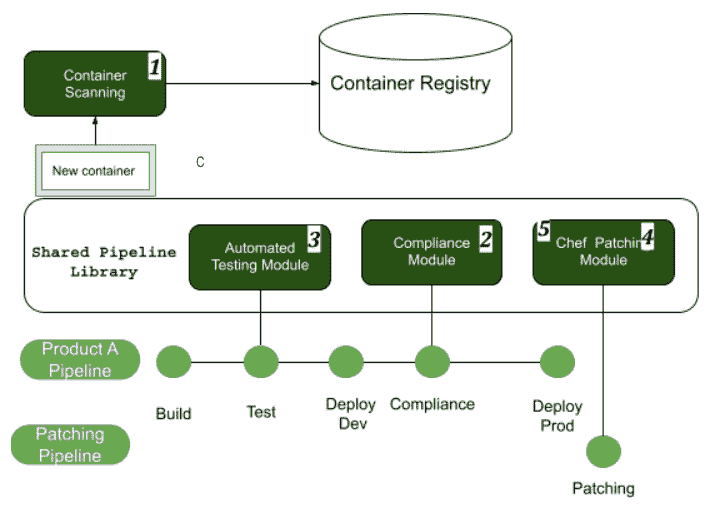 Container
Scanning
1
Container Registry
New container
C
Shared Pipeline
Library
Automated
Testing Module
3
Compliance
Module
2
5
Chef Patching
Module
4
Product A
Pipeline
Build
Test
Deploy
Dev
Compliance
Deploy
Prod
Patching
Pipeline
Patching